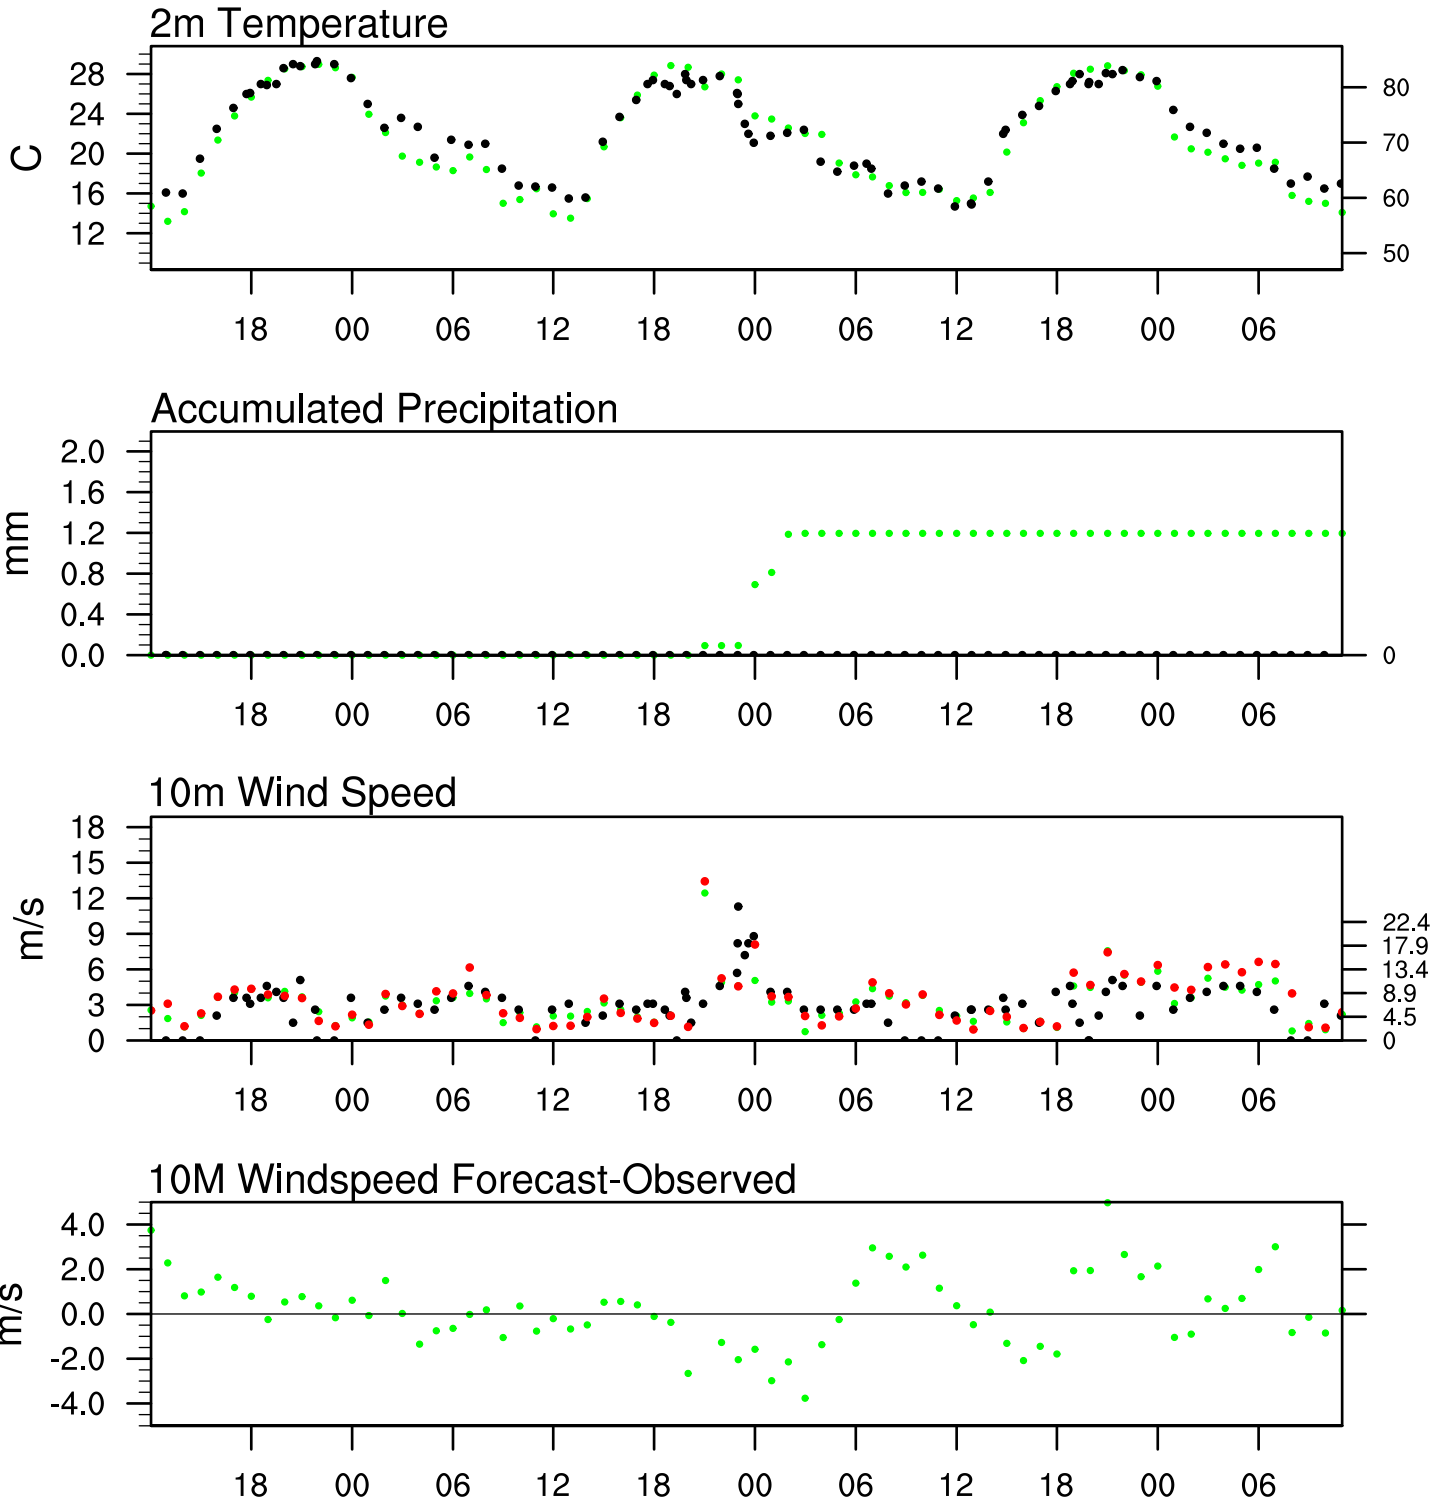 2m Temperature
28
24
20
16
12
C
80
70
60
50
18 00 06 12 18 00 06 12 18 00 06
Accumulated Precipitation
2.0
1.6
1.2
0.8
0.4
0.0
mm
0
18 00 06 12 18 00 06 12 18 00 06
10m Wind Speed
18
15
12
9
6
3
0
m/s
22.4
17.9
13.4
8.9
4.5
0
18 00 06 12 18 00 06 12 18 00 06
10M Windspeed Forecast-Observed
4.0
2.0
0.0
-2.0
-4.0
m/s
18 00 06 12 18 00 06 12 18 00 06